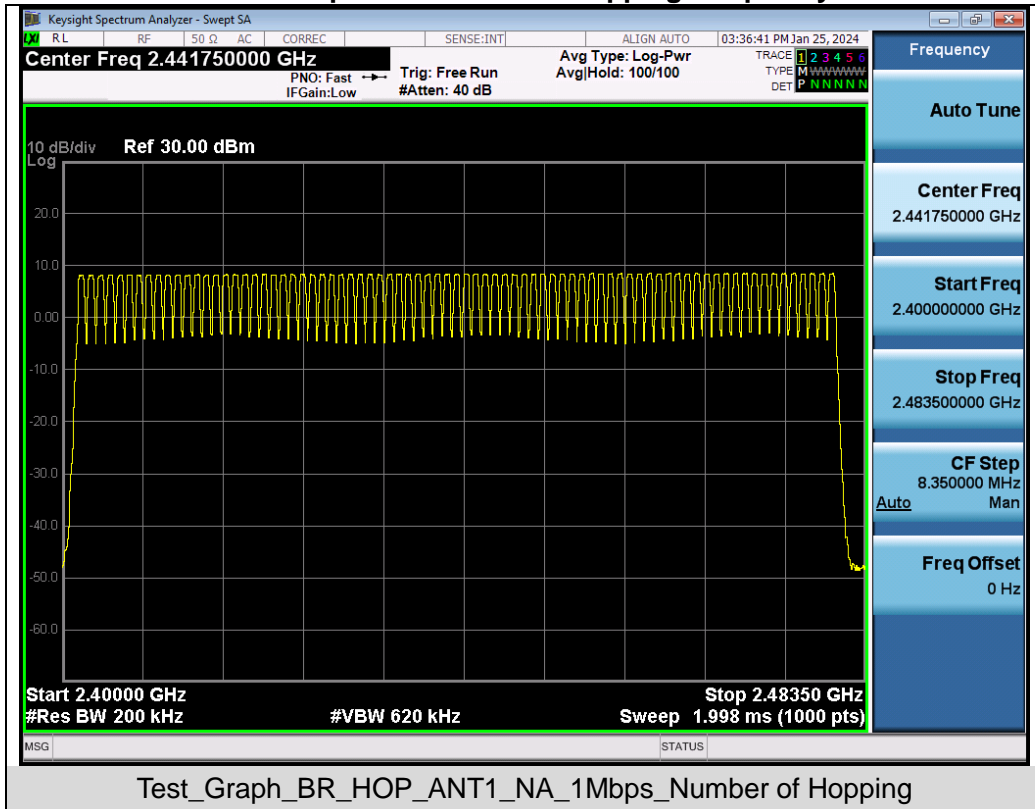 Keysight Spectrum Analyzer - Swept SA
LXI RL RF 50 Ω AC CORREC SENSE:INT ALIGN AUTO 03:36:41 PM Jan 25, 2024
Center Freq 2.441750000 GHz
PNO: Fast
IFGain:Low
Trig: Free Run
#Atten: 40 dB
Avg Type: Log-Pwr
Avg|Hold: 100/100
TRACE 1 2 3 4 5 6
TYPE M WWWWW
DET P N N N N N
10 dB/div
Log
Ref 30.00 dBm
20.0
10.0
0.00
-10.0
-20.0
-30.0
-40.0
-50.0
-60.0
Start 2.40000 GHz
Stop 2.48350 GHz
#Res BW 200 kHz
#VBW 620 kHz
Sweep 1.998 ms (1000 pts)
MSG
STATUS
Frequency
Auto Tune
Center Freq
2.441750000 GHz
Start Freq
2.400000000 GHz
Stop Freq
2.483500000 GHz
CF Step
8.350000 MHz
Auto Man
Freq Offset
0 Hz
Test_Graph_BR_HOP_ANT1_NA_1Mbps_Number of Hopping